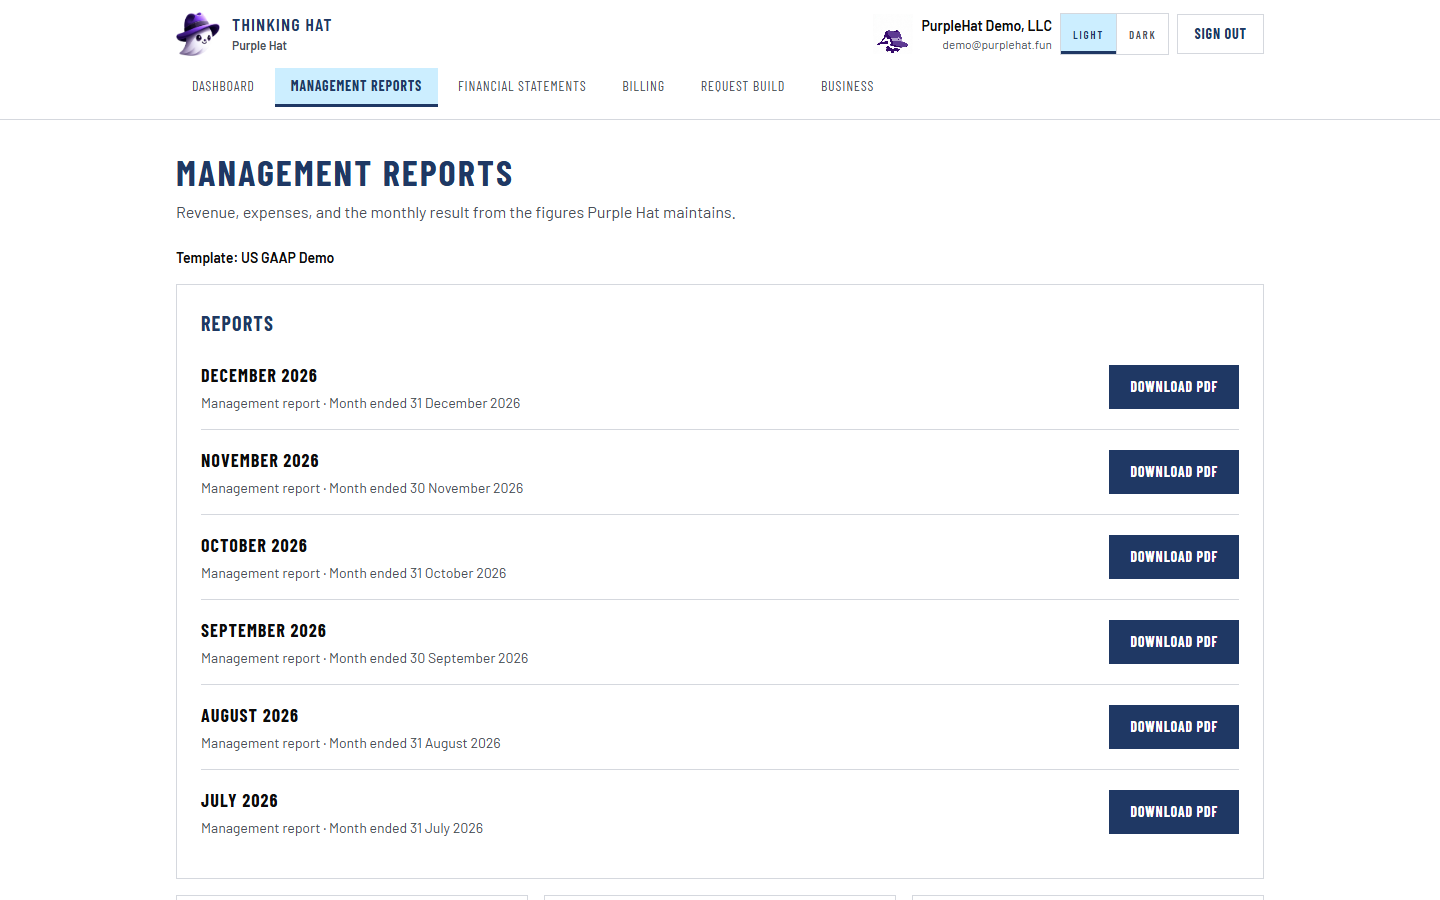 THINKING HAT
Purple Hat
PurpleHat Demo, LLC
demo@purplehat.fun
LIGHT
DARK
SIGN OUT
DASHBOARD
MANAGEMENT REPORTS
FINANCIAL STATEMENTS
BILLING
REQUEST BUILD
BUSINESS
MANAGEMENT REPORTS
Revenue, expenses, and the monthly result from the figures Purple Hat maintains.
Template: US GAAP Demo
REPORTS
DECEMBER 2026
Management report · Month ended 31 December 2026
DOWNLOAD PDF
NOVEMBER 2026
Management report · Month ended 30 November 2026
DOWNLOAD PDF
OCTOBER 2026
Management report · Month ended 31 October 2026
DOWNLOAD PDF
SEPTEMBER 2026
Management report · Month ended 30 September 2026
DOWNLOAD PDF
AUGUST 2026
Management report · Month ended 31 August 2026
DOWNLOAD PDF
JULY 2026
Management report · Month ended 31 July 2026
DOWNLOAD PDF